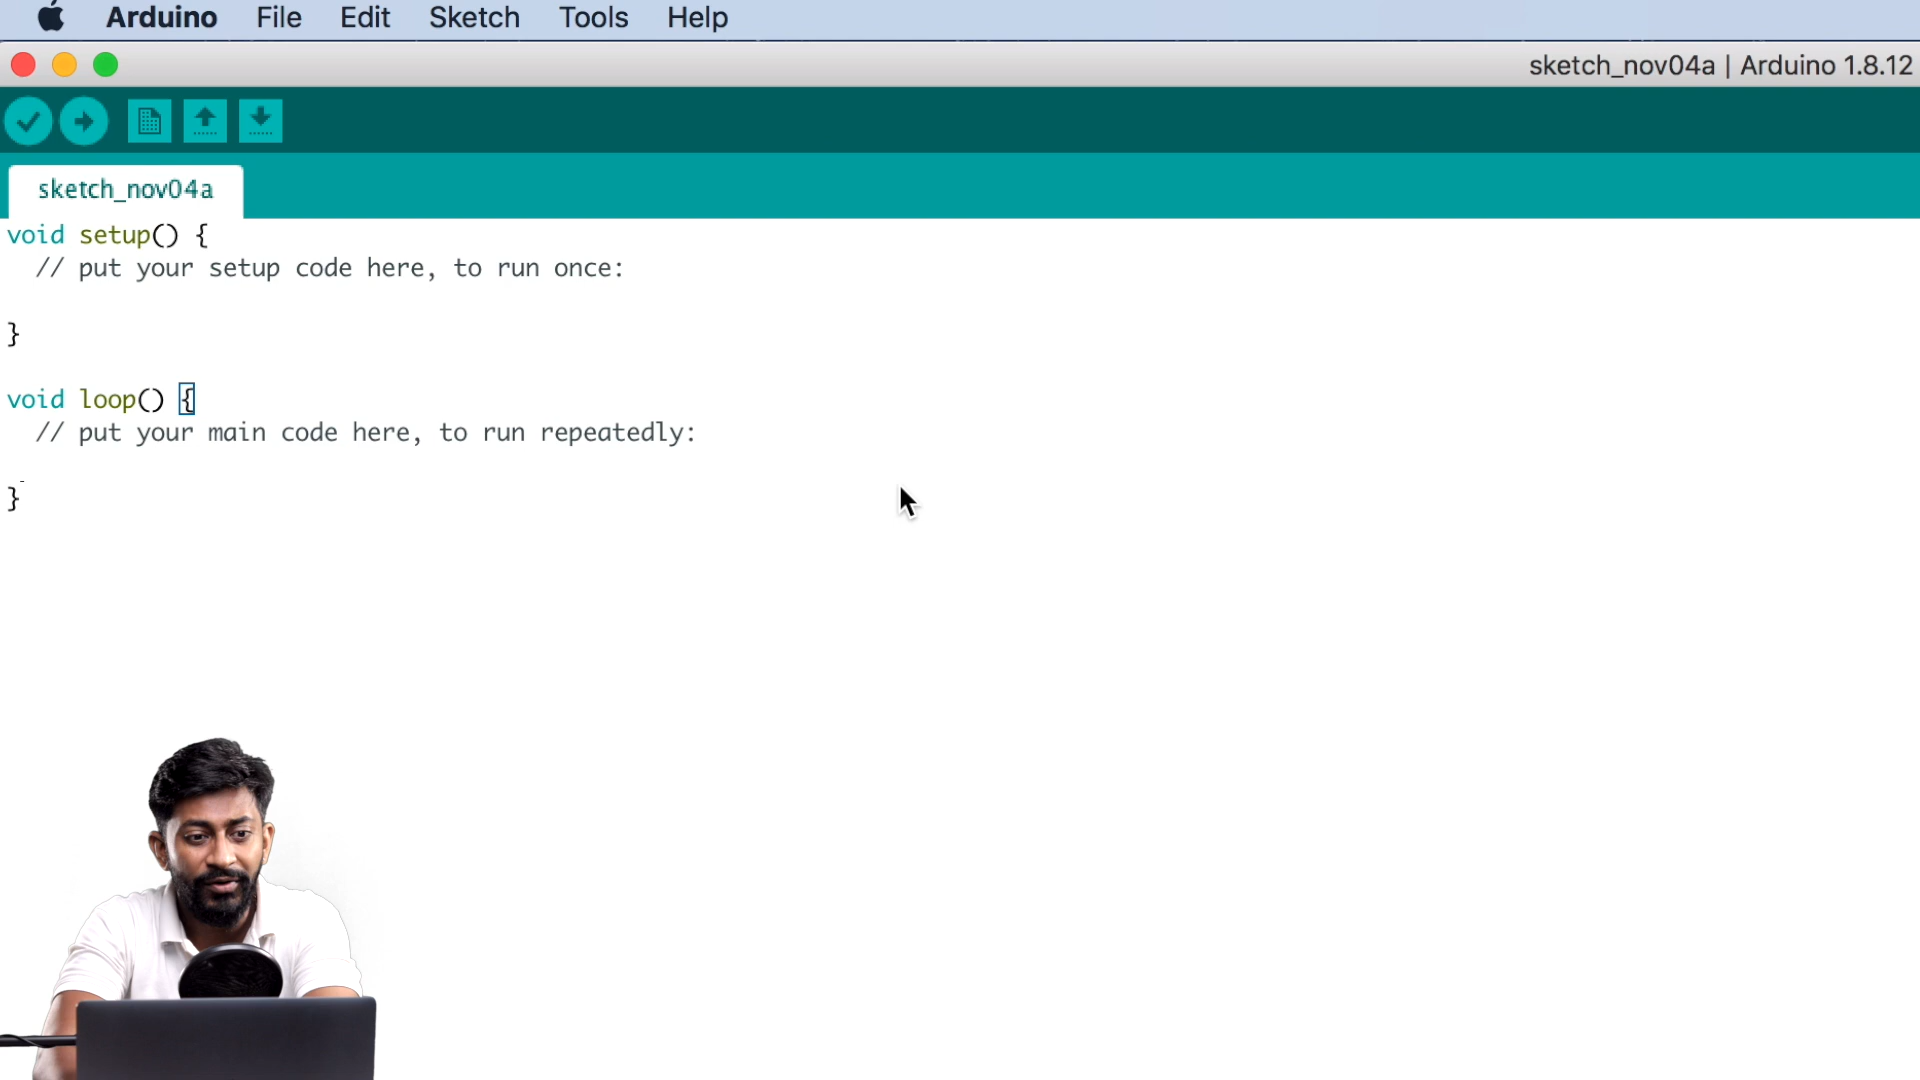 Arduino File Edit Sketch Tools Help
sketch_nov04a | Arduino 1.8.12
sketch_nov04a
void setup() {
  // put your setup code here, to run once:
}
void loop() {
  // put your main code here, to run repeatedly:
}